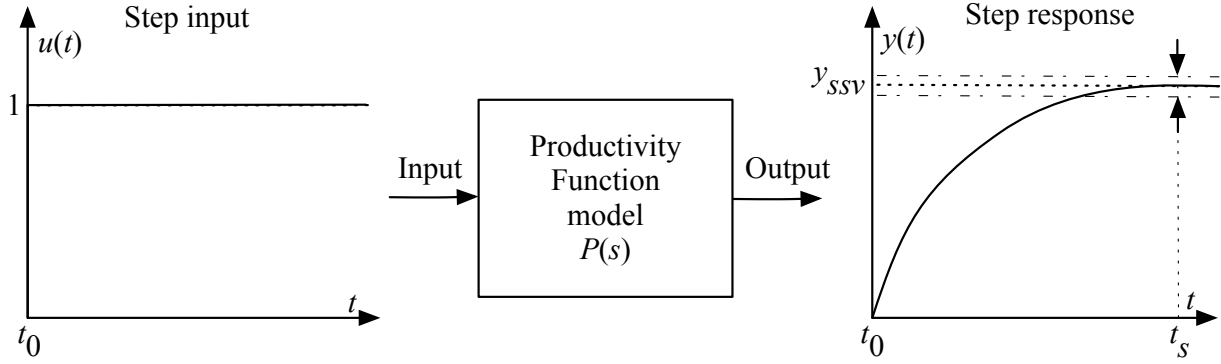 Step input
u(t)
1
t
t0
Input
Productivity
Function
model
P(s)
Output
Step response
y(t)
yssv
t
t0
ts